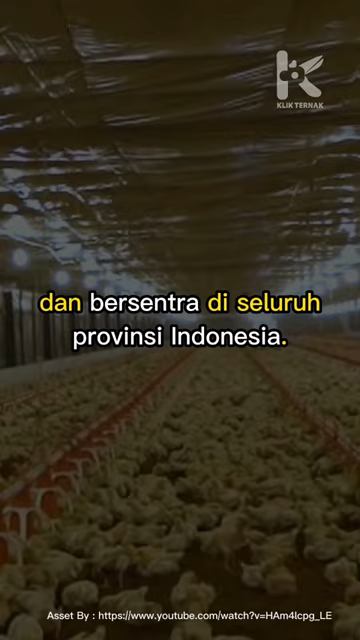 KLIK TERNAK
dan bersentra di seluruh
provinsi Indonesia.
Asset By : https://www.youtube.com/watch?v=HAm4lcpg_LE